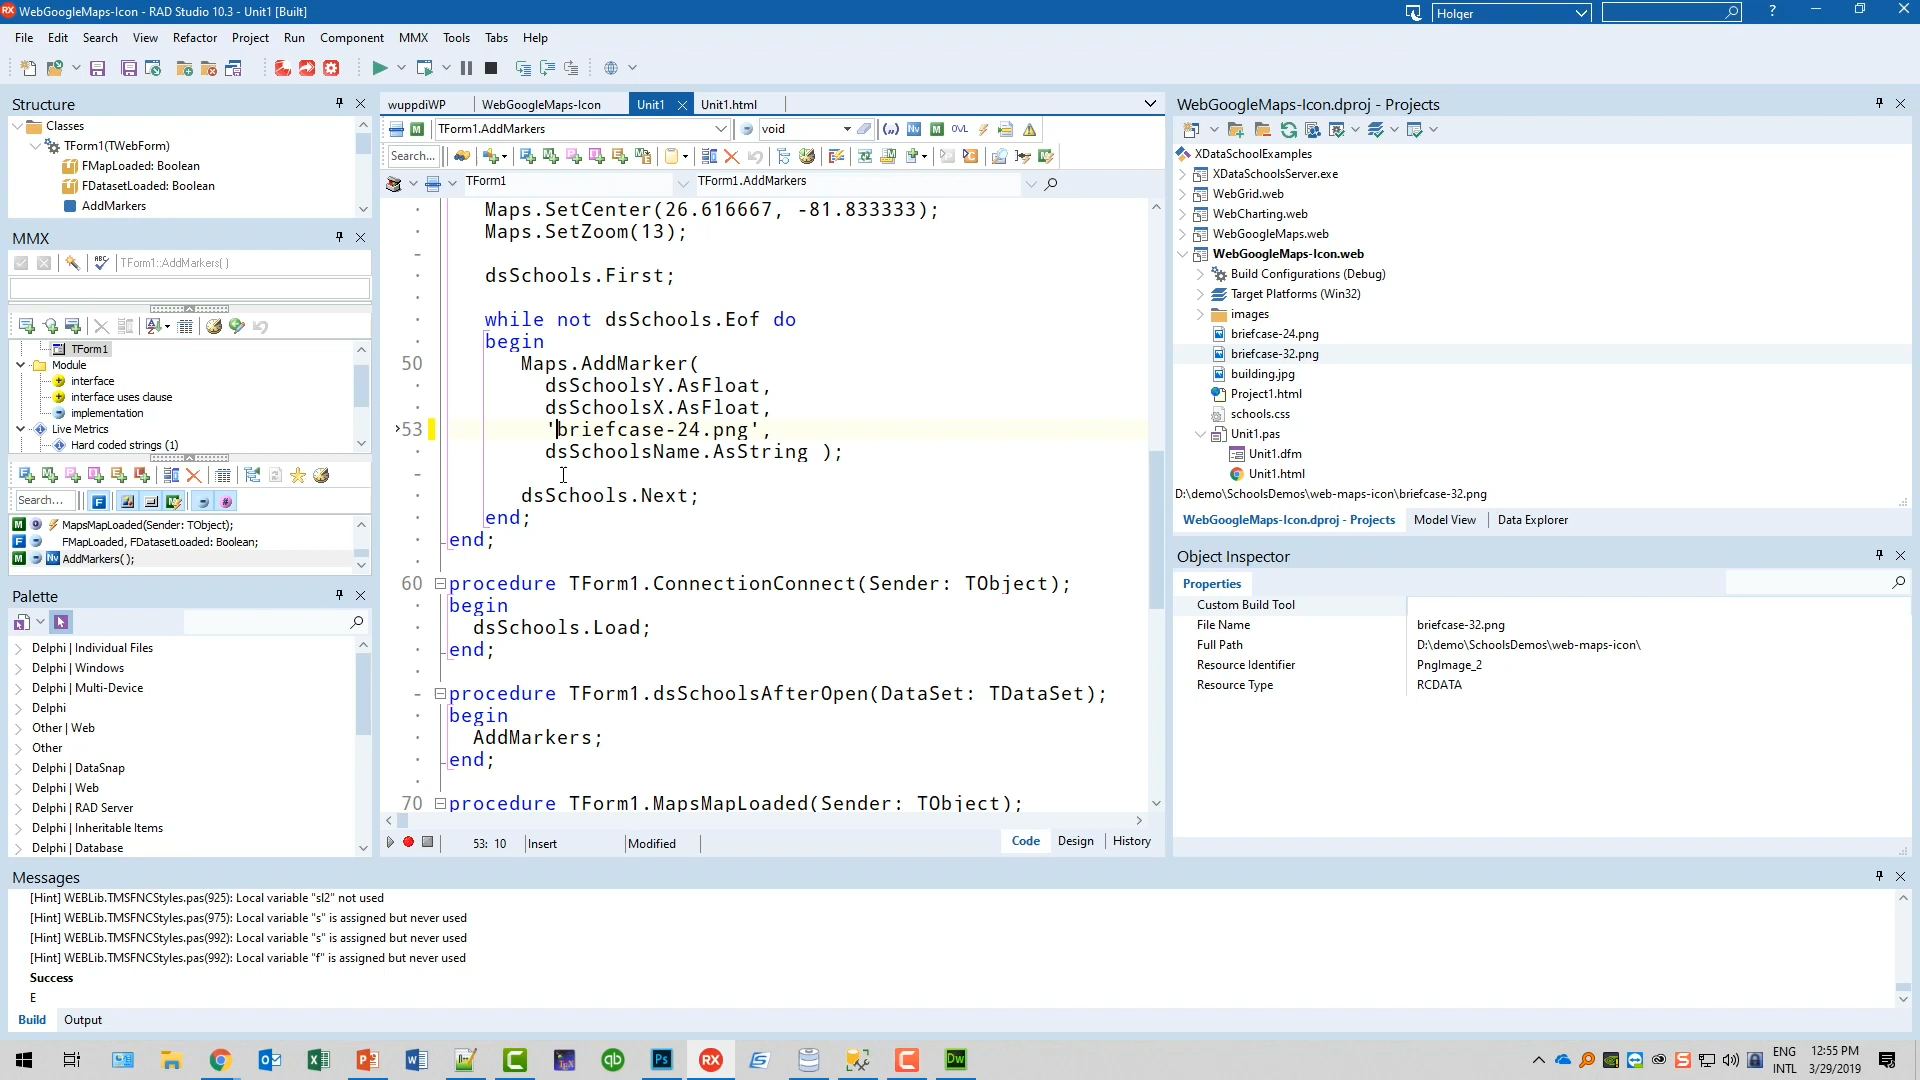 WebGoogleMaps-Icon - RAD Studio 10.3 - Unit1 [Built]
Holger
File Edit Search View Refactor Project Run Component MMX Tools Tabs Help
Structure
Classes
TForm1(TWebForm)
FMapLoaded: Boolean
FDatasetLoaded: Boolean
AddMarkers
MMX
TForm1::AddMarkers( )
TForm1
Module
interface
interface uses clause
implementation
Live Metrics
Hard coded strings (1)
Search...
MapsMapLoaded(Sender: TObject);
FMapLoaded, FDatasetLoaded: Boolean;
AddMarkers( );
Palette
Delphi | Individual Files
Delphi | Windows
Delphi | Multi-Device
Delphi
Other | Web
Other
Delphi | DataSnap
Delphi | Web
Delphi | RAD Server
Delphi | Inheritable Items
Delphi | Database
wuppdiWP WebGoogleMaps-Icon Unit1 Unit1.html
TForm1.AddMarkers void
Search...
TForm1 TForm1.AddMarkers
Maps.SetCenter(26.616667, -81.833333);
Maps.SetZoom(13);
dsSchools.First;
while not dsSchools.Eof do
begin
50 Maps.AddMarker(
dsSchoolsY.AsFloat,
dsSchoolsX.AsFloat,
53 'briefcase-24.png',
dsSchoolsName.AsString );
dsSchools.Next;
end;
end;
60 procedure TForm1.ConnectionConnect(Sender: TObject);
begin
dsSchools.Load;
end;
procedure TForm1.dsSchoolsAfterOpen(DataSet: TDataSet);
begin
AddMarkers;
end;
70 procedure TForm1.MapsMapLoaded(Sender: TObject);
53: 10 Insert Modified Code Design History
WebGoogleMaps-Icon.dproj - Projects
XDataSchoolExamples
XDataSchoolsServer.exe
WebGrid.web
WebCharting.web
WebGoogleMaps.web
WebGoogleMaps-Icon.web
Build Configurations (Debug)
Target Platforms (Win32)
images
briefcase-24.png
briefcase-32.png
building.jpg
Project1.html
schools.css
Unit1.pas
Unit1.dfm
Unit1.html
D:\demo\SchoolsDemos\web-maps-icon\briefcase-32.png
WebGoogleMaps-Icon.dproj - Projects Model View Data Explorer
Object Inspector
Properties
Custom Build Tool
File Name briefcase-32.png
Full Path D:\demo\SchoolsDemos\web-maps-icon\
Resource Identifier PngImage_2
Resource Type RCDATA
Messages
[Hint] WEBLib.TMSFNCStyles.pas(925): Local variable "sl2" not used
[Hint] WEBLib.TMSFNCStyles.pas(975): Local variable "s" is assigned but never used
[Hint] WEBLib.TMSFNCStyles.pas(992): Local variable "s" is assigned but never used
[Hint] WEBLib.TMSFNCStyles.pas(992): Local variable "f" is assigned but never used
Success
E
Build Output
ENG
INTL
12:55 PM
3/29/2019